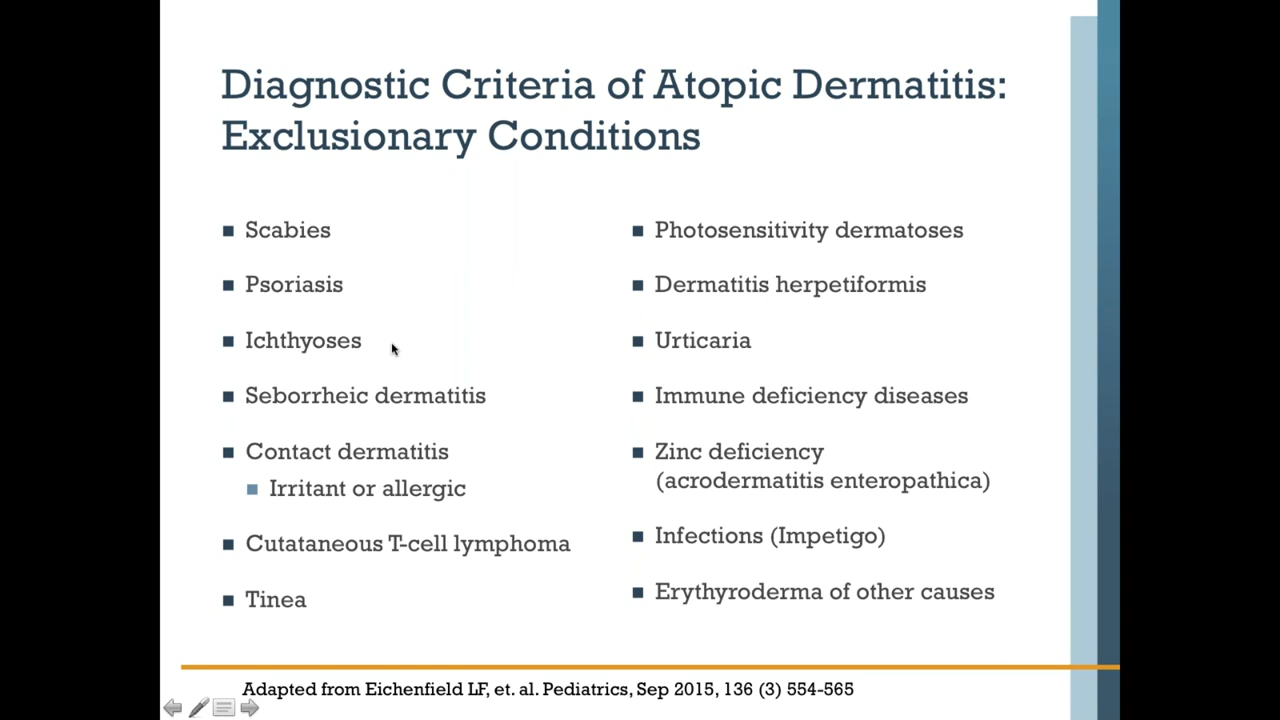 Diagnostic Criteria of Atopic Dermatitis:
Exclusionary Conditions
Scabies
Psoriasis
Ichthyoses
Seborrheic dermatitis
Contact dermatitis
Irritant or allergic
Cutataneous T-cell lymphoma
Tinea
Photosensitivity dermatoses
Dermatitis herpetiformis
Urticaria
Immune deficiency diseases
Zinc deficiency
(acrodermatitis enteropathica)
Infections (Impetigo)
Erythyroderma of other causes
Adapted from Eichenfield LF, et. al. Pediatrics, Sep 2015, 136 (3) 554-565